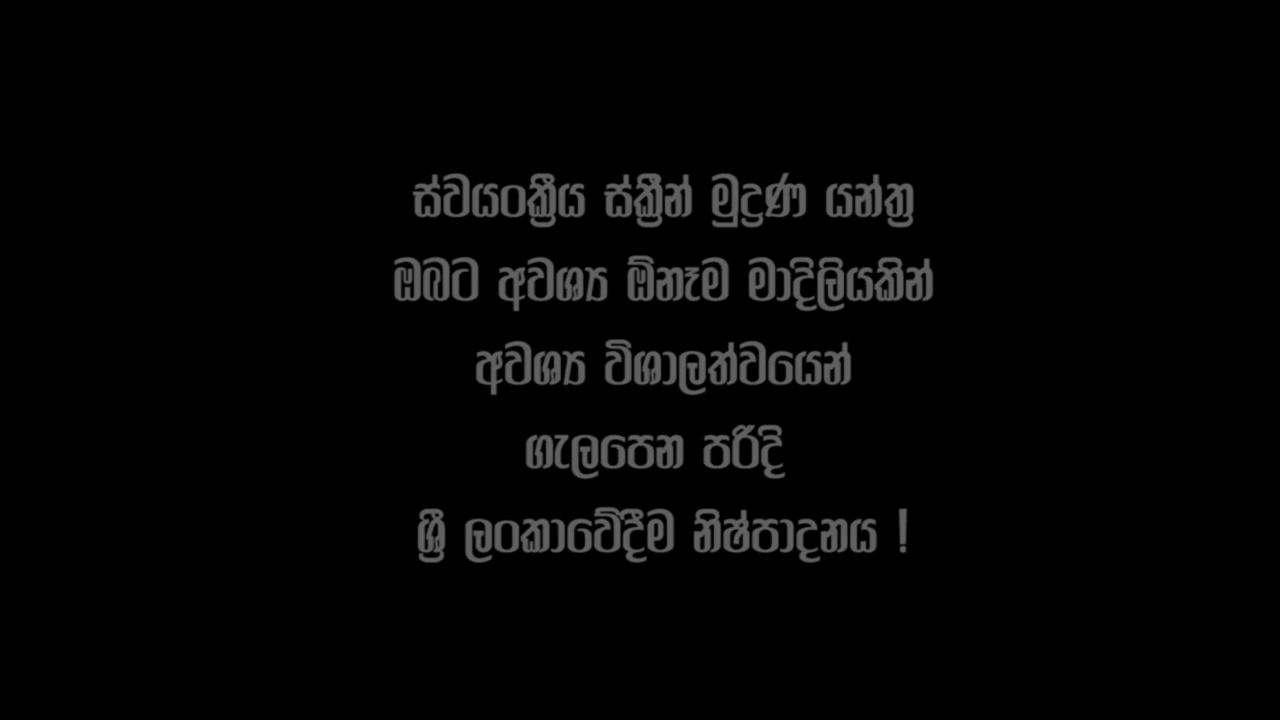 ස්වයංක්‍රීය ස්ක්‍රීන් මුද්‍රණ යන්ත්‍ර
ඔබට අවශ්‍ය ඕනෑම මාදිලියකින්
අවශ්‍ය විශාලත්වයෙන්
ගැලපෙන පරිදි
ශ්‍රී ලංකාවේදීම නිෂ්පාදනය !